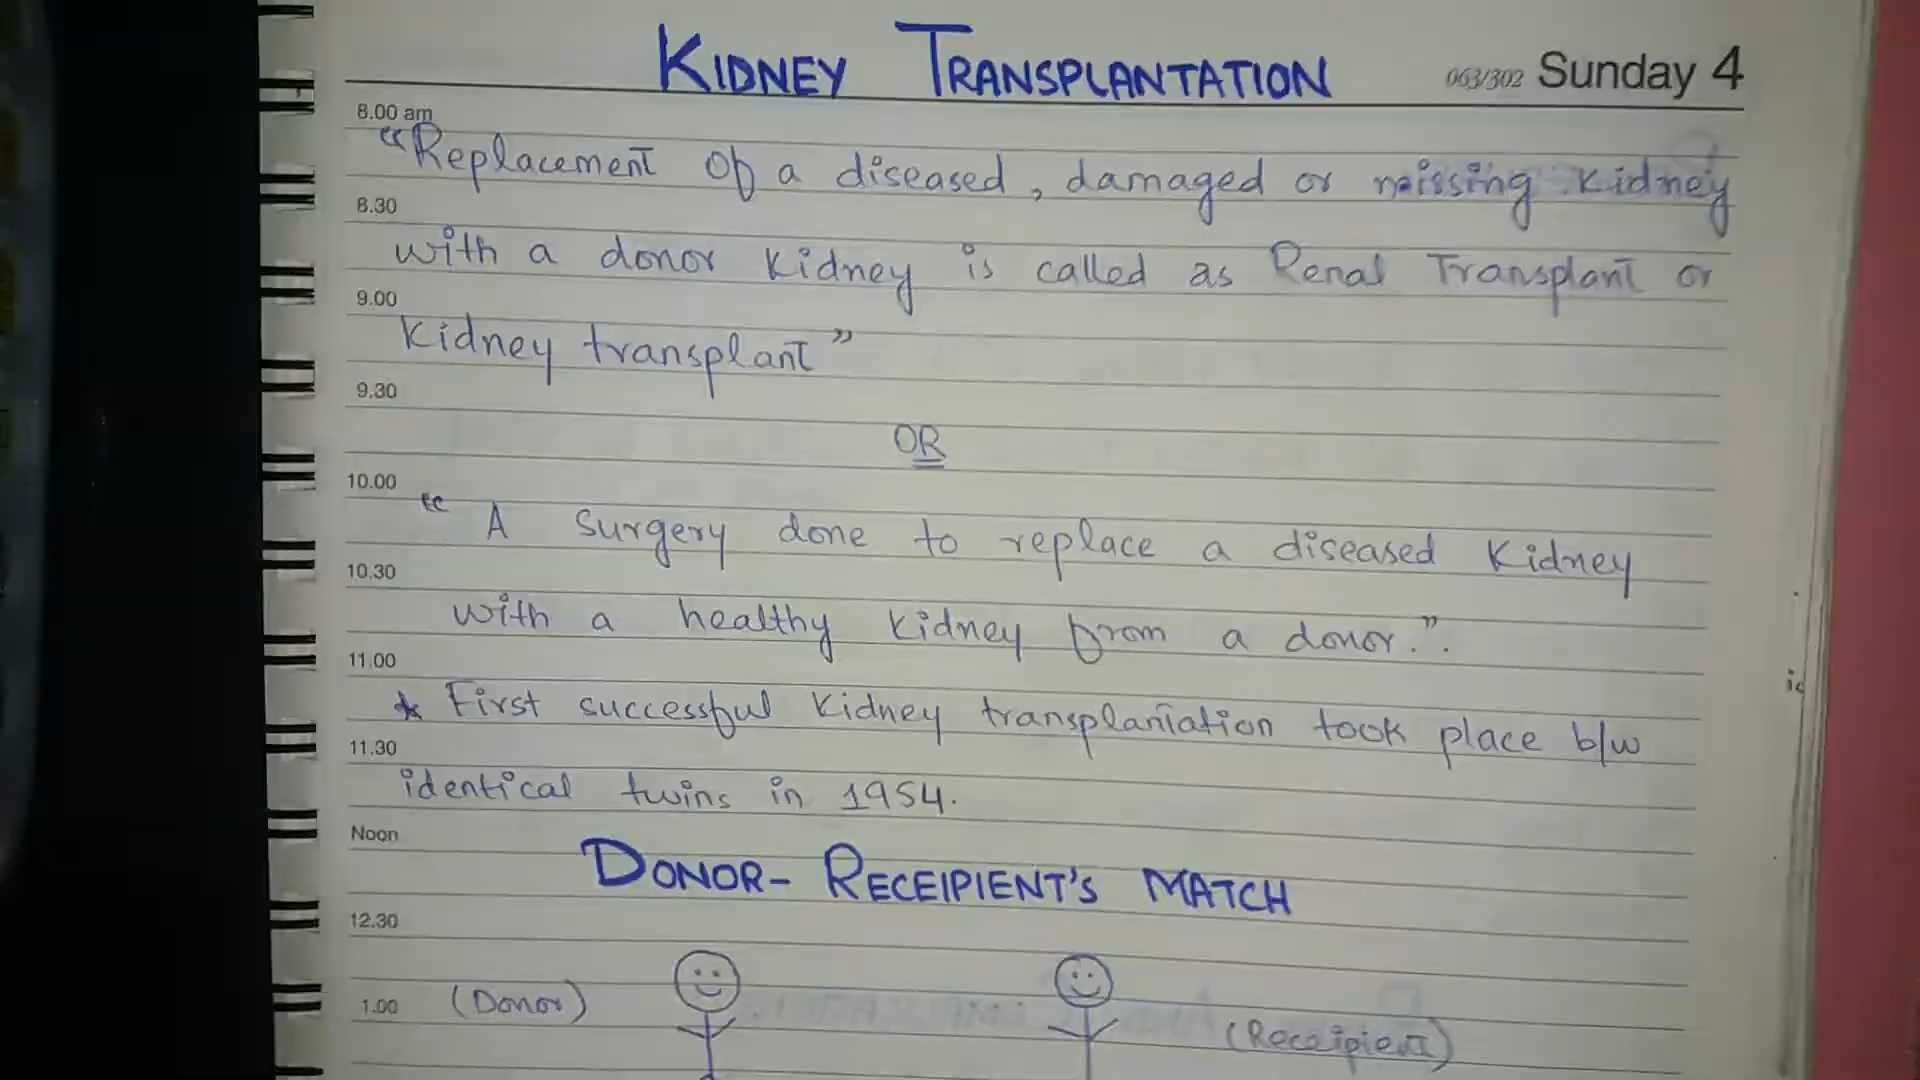 KIDNEY TRANSPLANTATION 063/302 Sunday 4
8.00 am
"Replacement of a diseased, damaged or missing kidney
8.30
with a donor kidney is called as Renal Transplant or
9.00
kidney transplant"
9.30
OR
10.00
" A surgery done to replace a diseased kidney
10.30
with a healthy kidney from a donor.".
11.00
* First successful kidney transplantation took place b/w
11.30
identical twins in 1954.
Noon
DONOR- RECEIPIENT'S MATCH
12.30
1.00 (Donor) (Receipient)